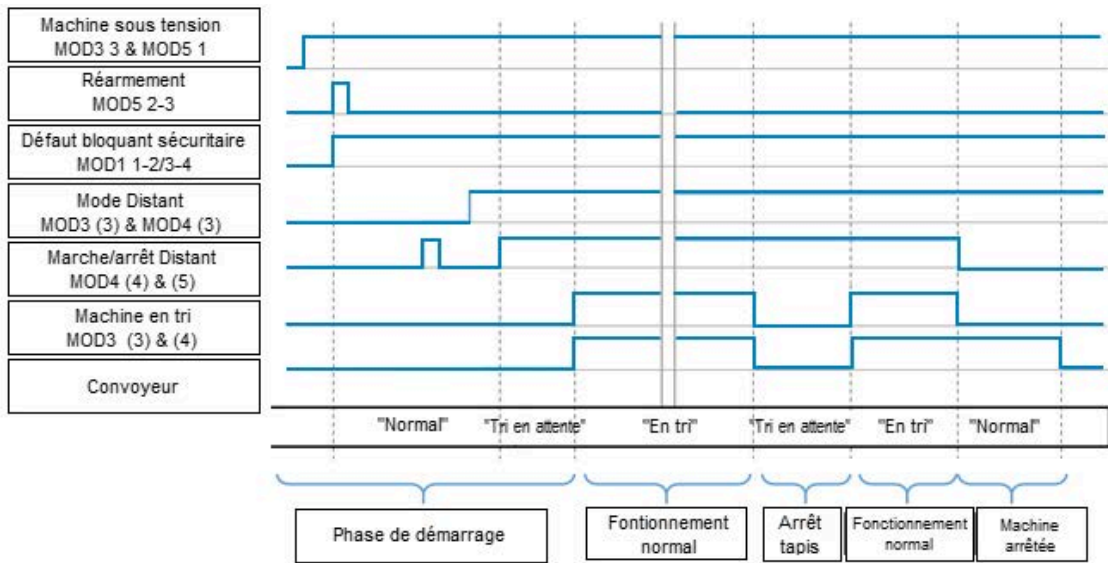 Machine sous tension
MOD3 3 & MOD5 1
Réarmement
MOD5 2-3
Défaut bloquant sécuritaire
MOD1 1-2/3-4
Mode Distant
MOD3 (3) & MOD4 (3)
Marche/arrêt Distant
MOD4 (4) & (5)
Machine en tri
MOD3 (3) & (4)
Convoyeur
"Normal" "Tri en attente" "En tri" "Tri en attente" "En tri" "Normal"
Phase de démarrage
Fontionnement
normal
Arrêt
tapis
Fonctionnement
normal
Machine
arrêtée